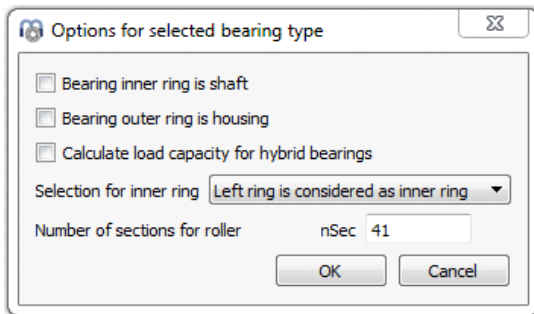 Options for selected bearing type
Bearing inner ring is shaft
Bearing outer ring is housing
Calculate load capacity for hybrid bearings
Selection for inner ring Left ring is considered as inner ring
Number of sections for roller nSec 41
OK Cancel